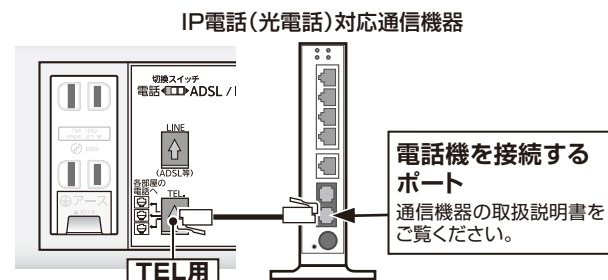 IP電話(光電話)対応通信機器
切換スイッチ
電話 ADSL /
LINE
(ADSL等)
各部屋の
電話へ
TEL
アース
電話機を接続する
ポート
通信機器の取扱説明書を
ご覧ください。
TEL用